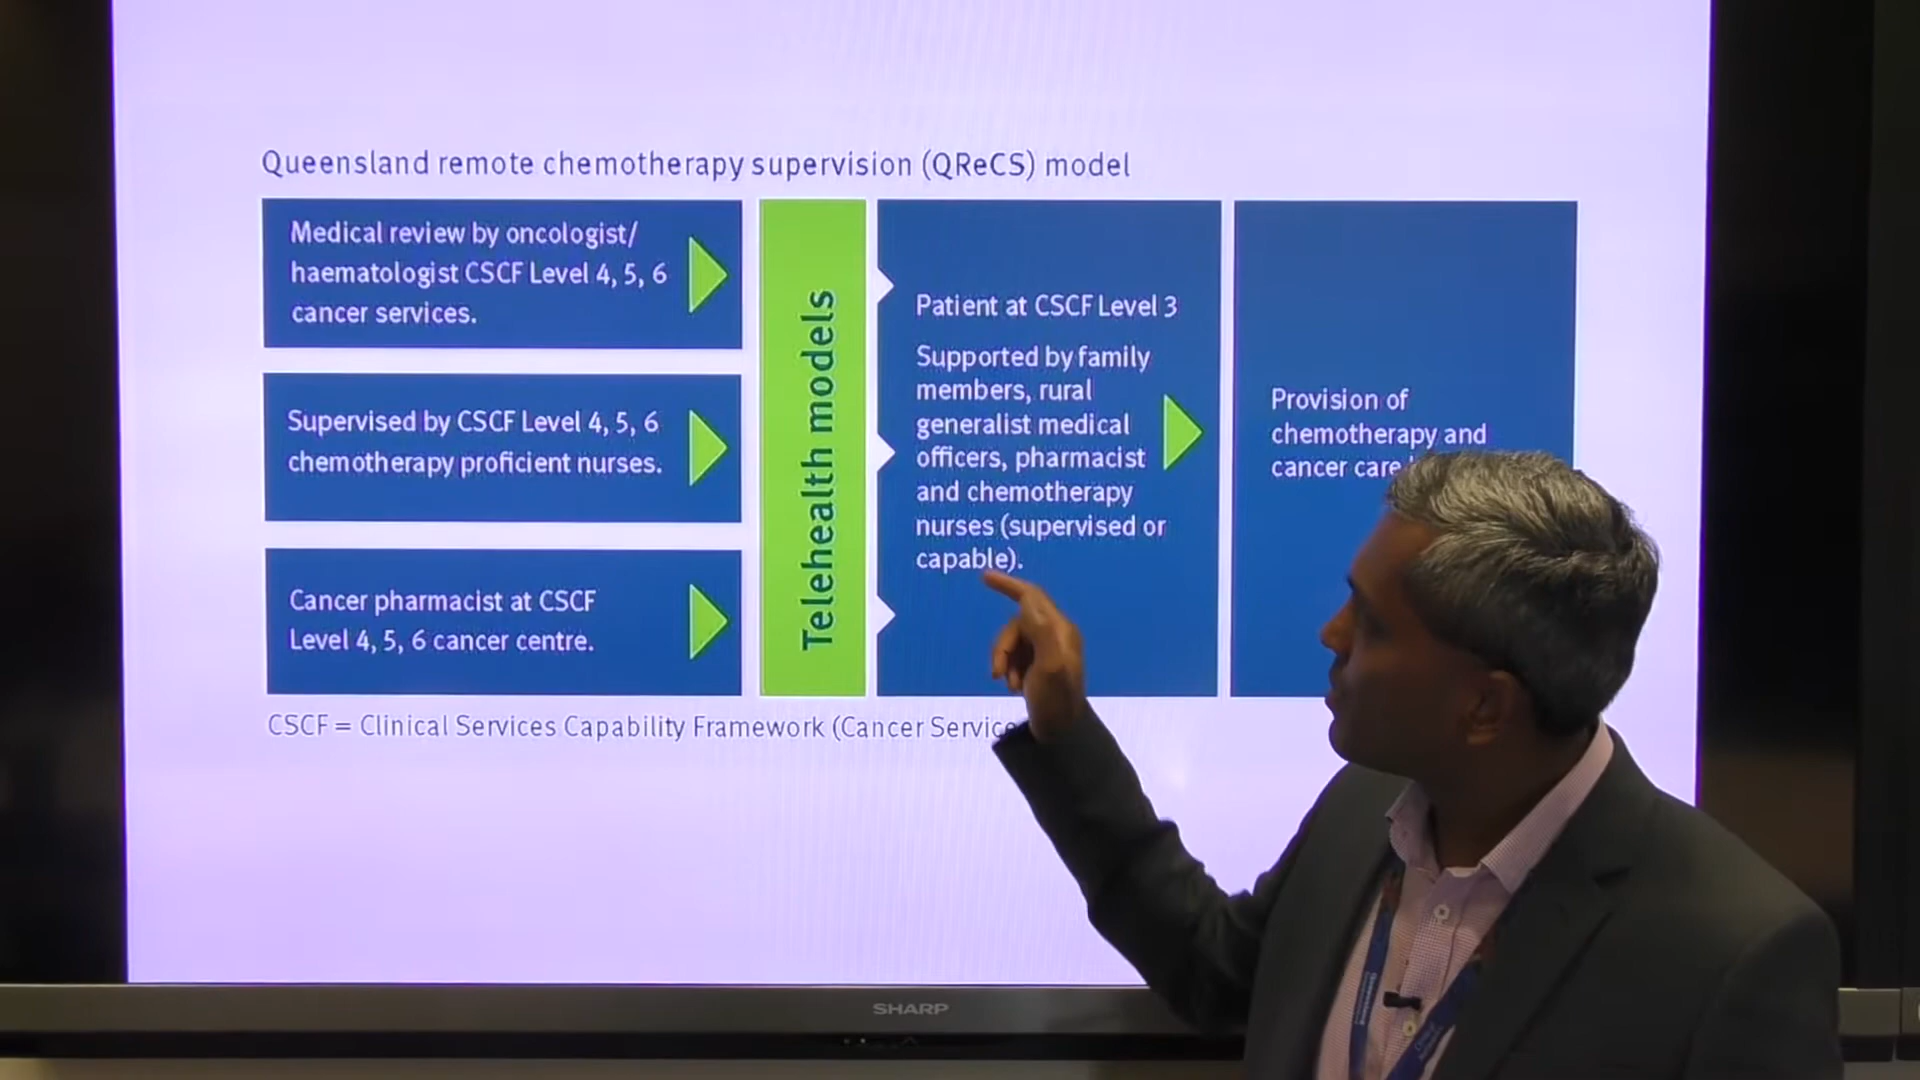 Queensland remote chemotherapy supervision (QReCS) model
Medical review by oncologist/
haematologist CSCF Level 4, 5, 6
cancer services.
Supervised by CSCF Level 4, 5, 6
chemotherapy proficient nurses.
Cancer pharmacist at CSCF
Level 4, 5, 6 cancer centre.
Telehealth models
Patient at CSCF Level 3
Supported by family
members, rural
generalist medical
officers, pharmacist
and chemotherapy
nurses (supervised or
capable).
Provision of
chemotherapy and
cancer care
CSCF = Clinical Services Capability Framework (Cancer
SHARP